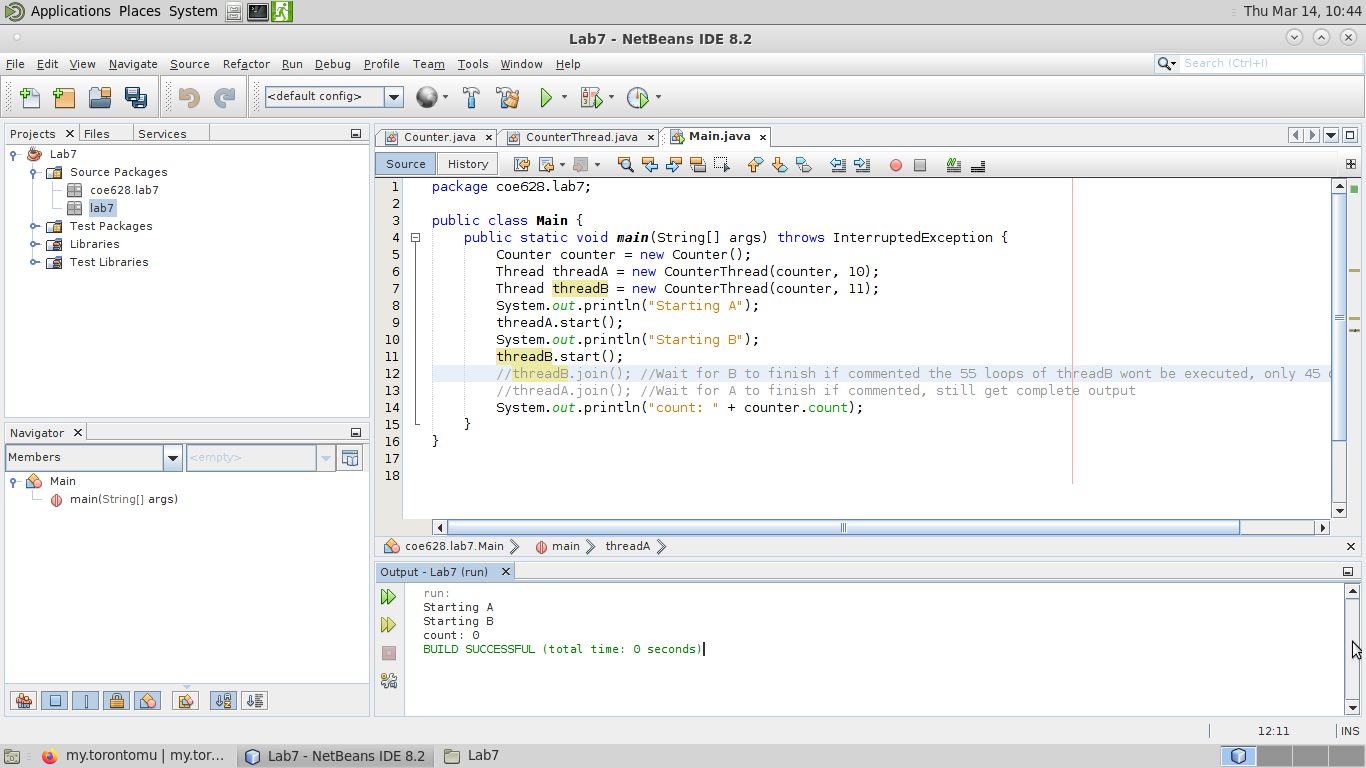 Applications Places System Thu Mar 14, 10:44
Lab7 - NetBeans IDE 8.2
File Edit View Navigate Source Refactor Run Debug Profile Team Tools Window Help Search (Ctrl+I)
<default config>
Projects Files Services
Lab7
Source Packages
coe628.lab7
lab7
Test Packages
Libraries
Test Libraries
Navigator
Members <empty>
Main
main(String[] args)
Counter.java CounterThread.java Main.java
Source History
1 package coe628.lab7;
2
3 public class Main {
4 public static void main(String[] args) throws InterruptedException {
5 Counter counter = new Counter();
6 Thread threadA = new CounterThread(counter, 10);
7 Thread threadB = new CounterThread(counter, 11);
8 System.out.println("Starting A");
9 threadA.start();
10 System.out.println("Starting B");
11 threadB.start();
12 //threadB.join(); //Wait for B to finish if commented the 55 loops of threadB wont be executed, only 45
13 //threadA.join(); //Wait for A to finish if commented, still get complete output
14 System.out.println("count: " + counter.count);
15 }
16 }
17
18
coe628.lab7.Main main threadA
Output - Lab7 (run)
run:
Starting A
Starting B
count: 0
BUILD SUCCESSFUL (total time: 0 seconds)
12:11 INS
my.torontomu | my.tor... Lab7 - NetBeans IDE 8.2 Lab7